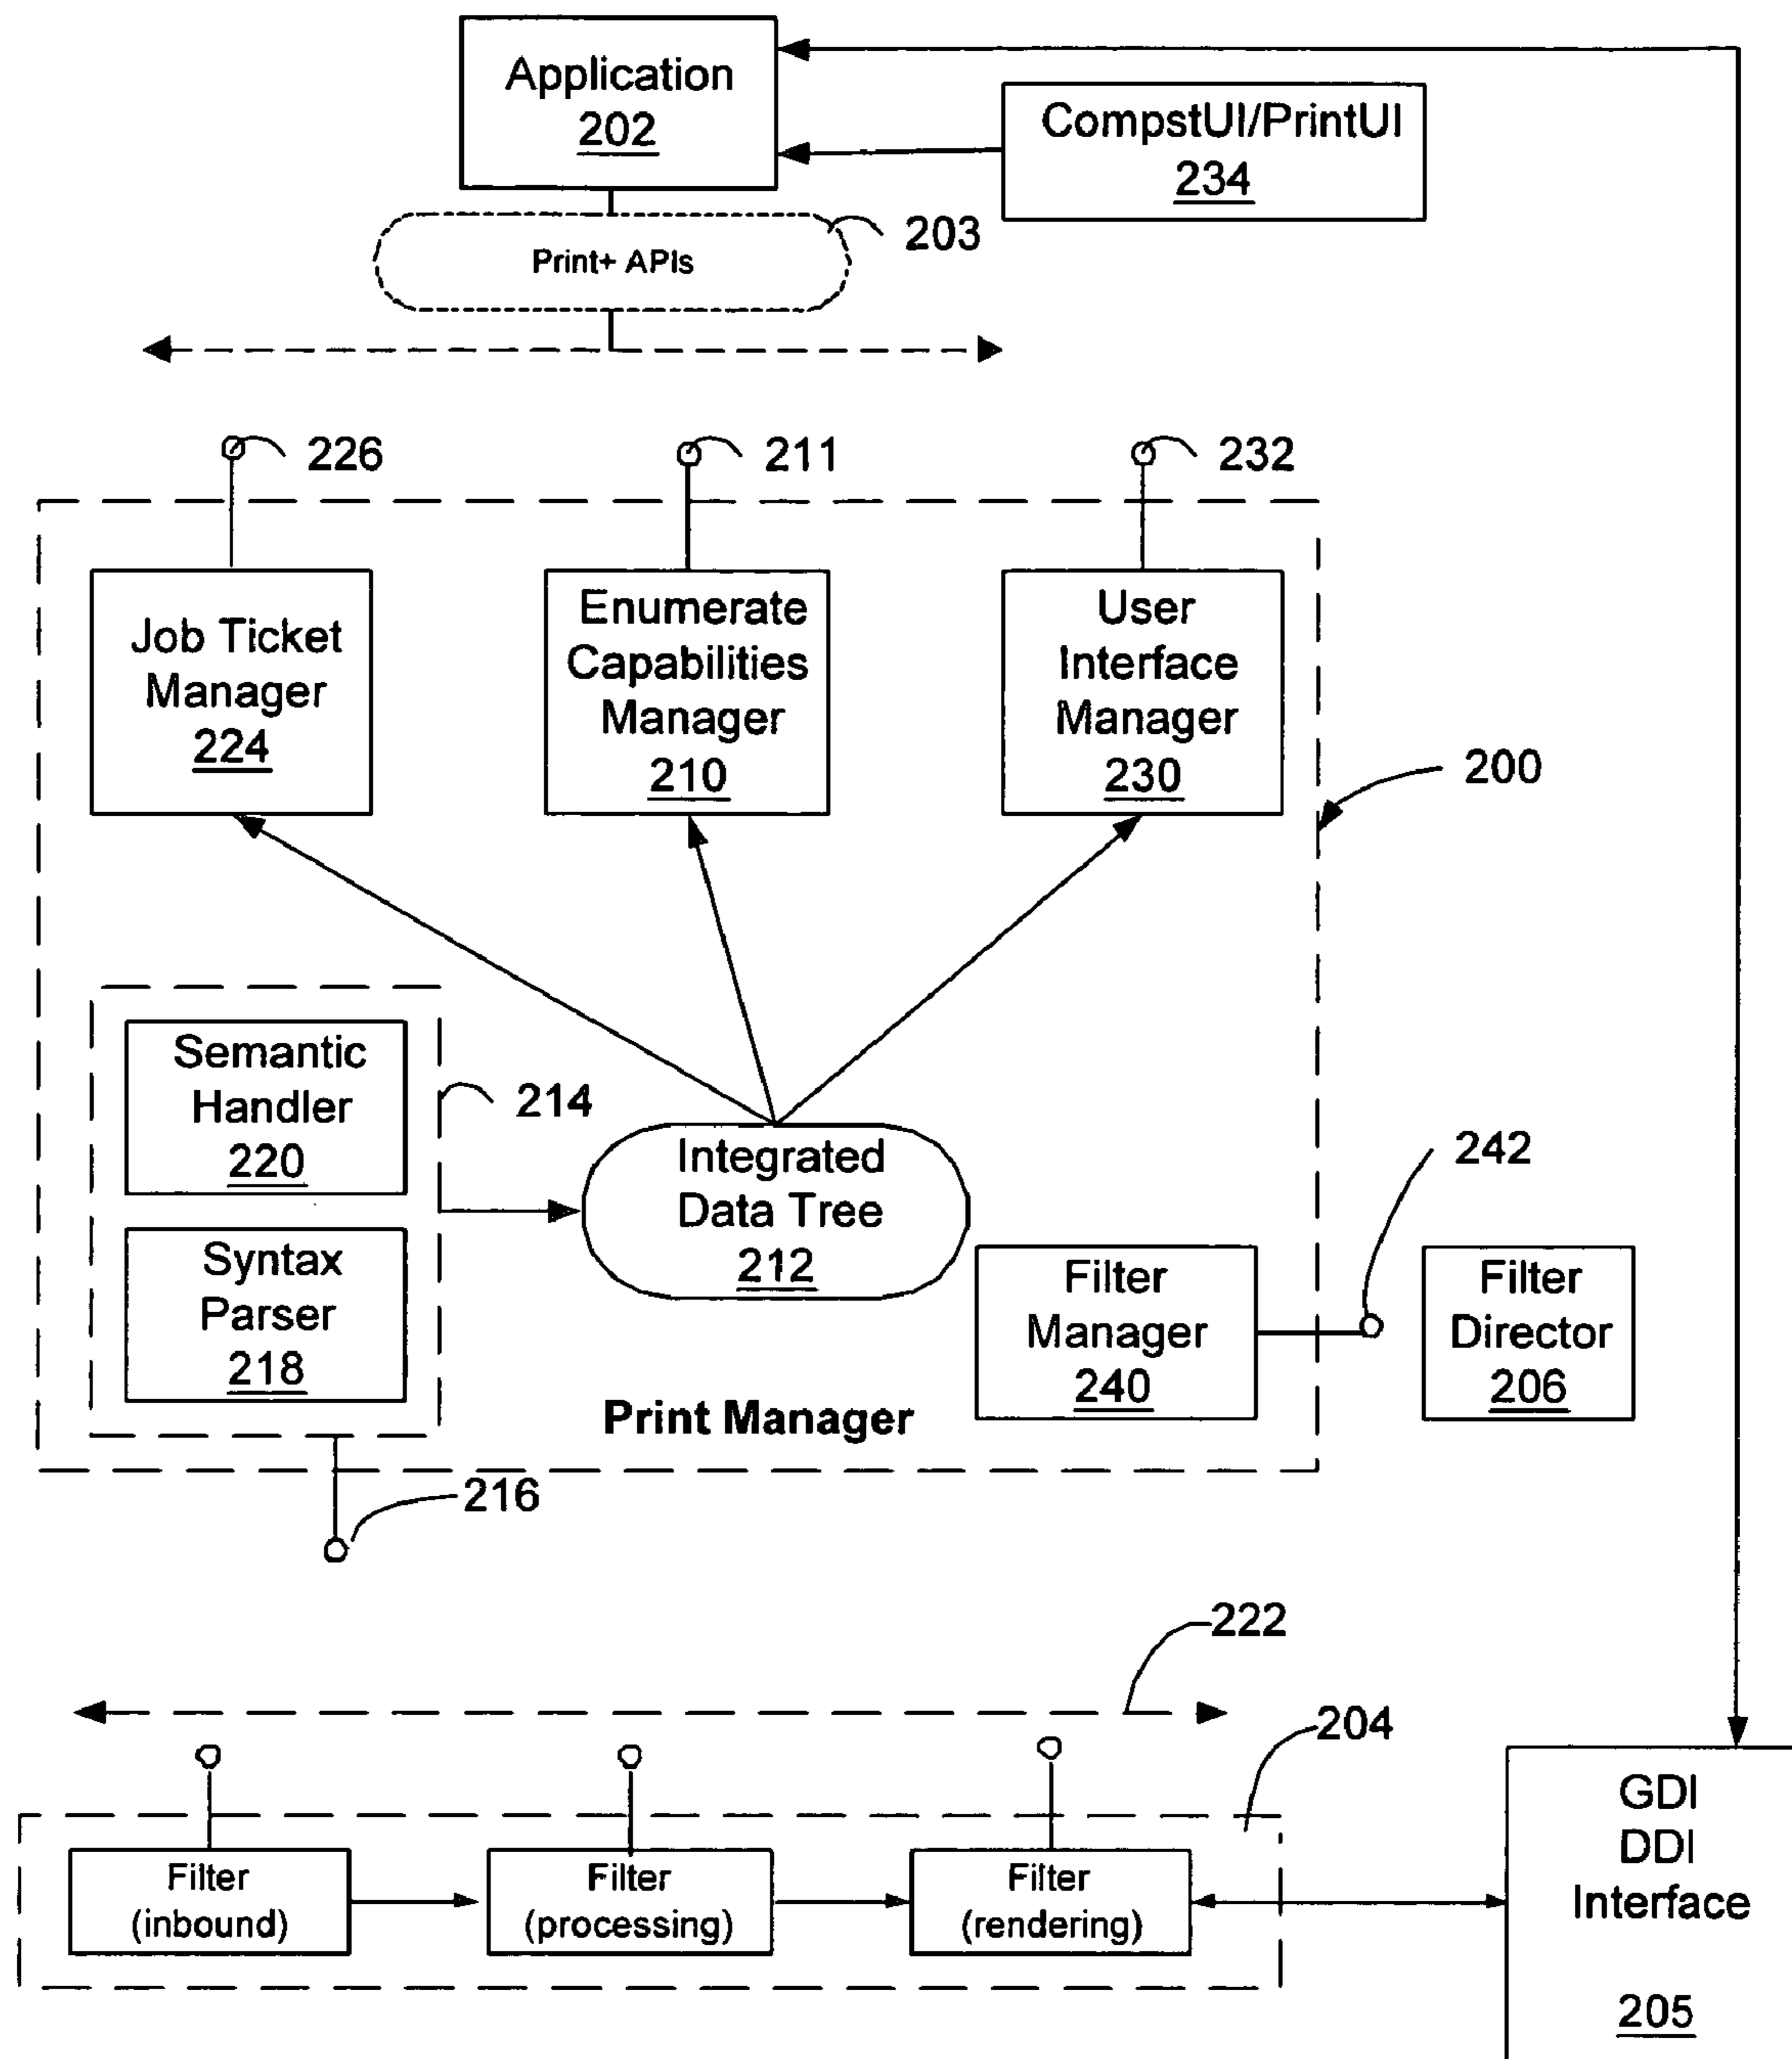 Application
202
CompstUI/PrintUI
234
203
Print+ APIs
226
211
232
Job Ticket
Manager
224
Enumerate
Capabilities
Manager
210
User
Interface
Manager
230
200
Semantic
Handler
220
214
Integrated
Data Tree
212
242
Syntax
Parser
218
Filter
Manager
240
Filter
Director
206
Print Manager
216
222
204
Filter
(inbound)
Filter
(processing)
Filter
(rendering)
GDI
DDI
Interface
205